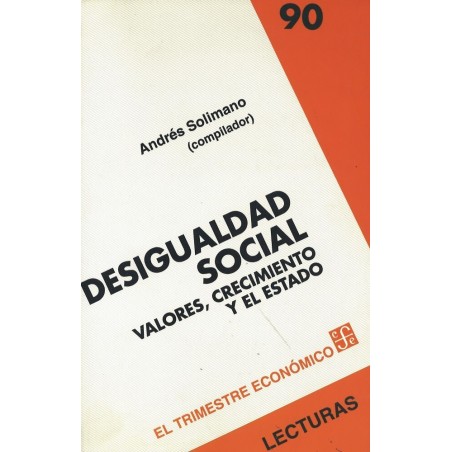 90
Andrés Solimano
(compilador)
DESIGUALDAD
SOCIAL
VALORES, CRECIMIENTO
Y EL ESTADO
EL TRIMESTRE ECONÓMICO
LECTURAS